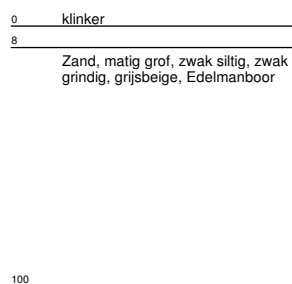 0 klinker
8
Zand, matig grof, zwak siltig, zwak
grindig, grijsbeige, Edelmanboor
100